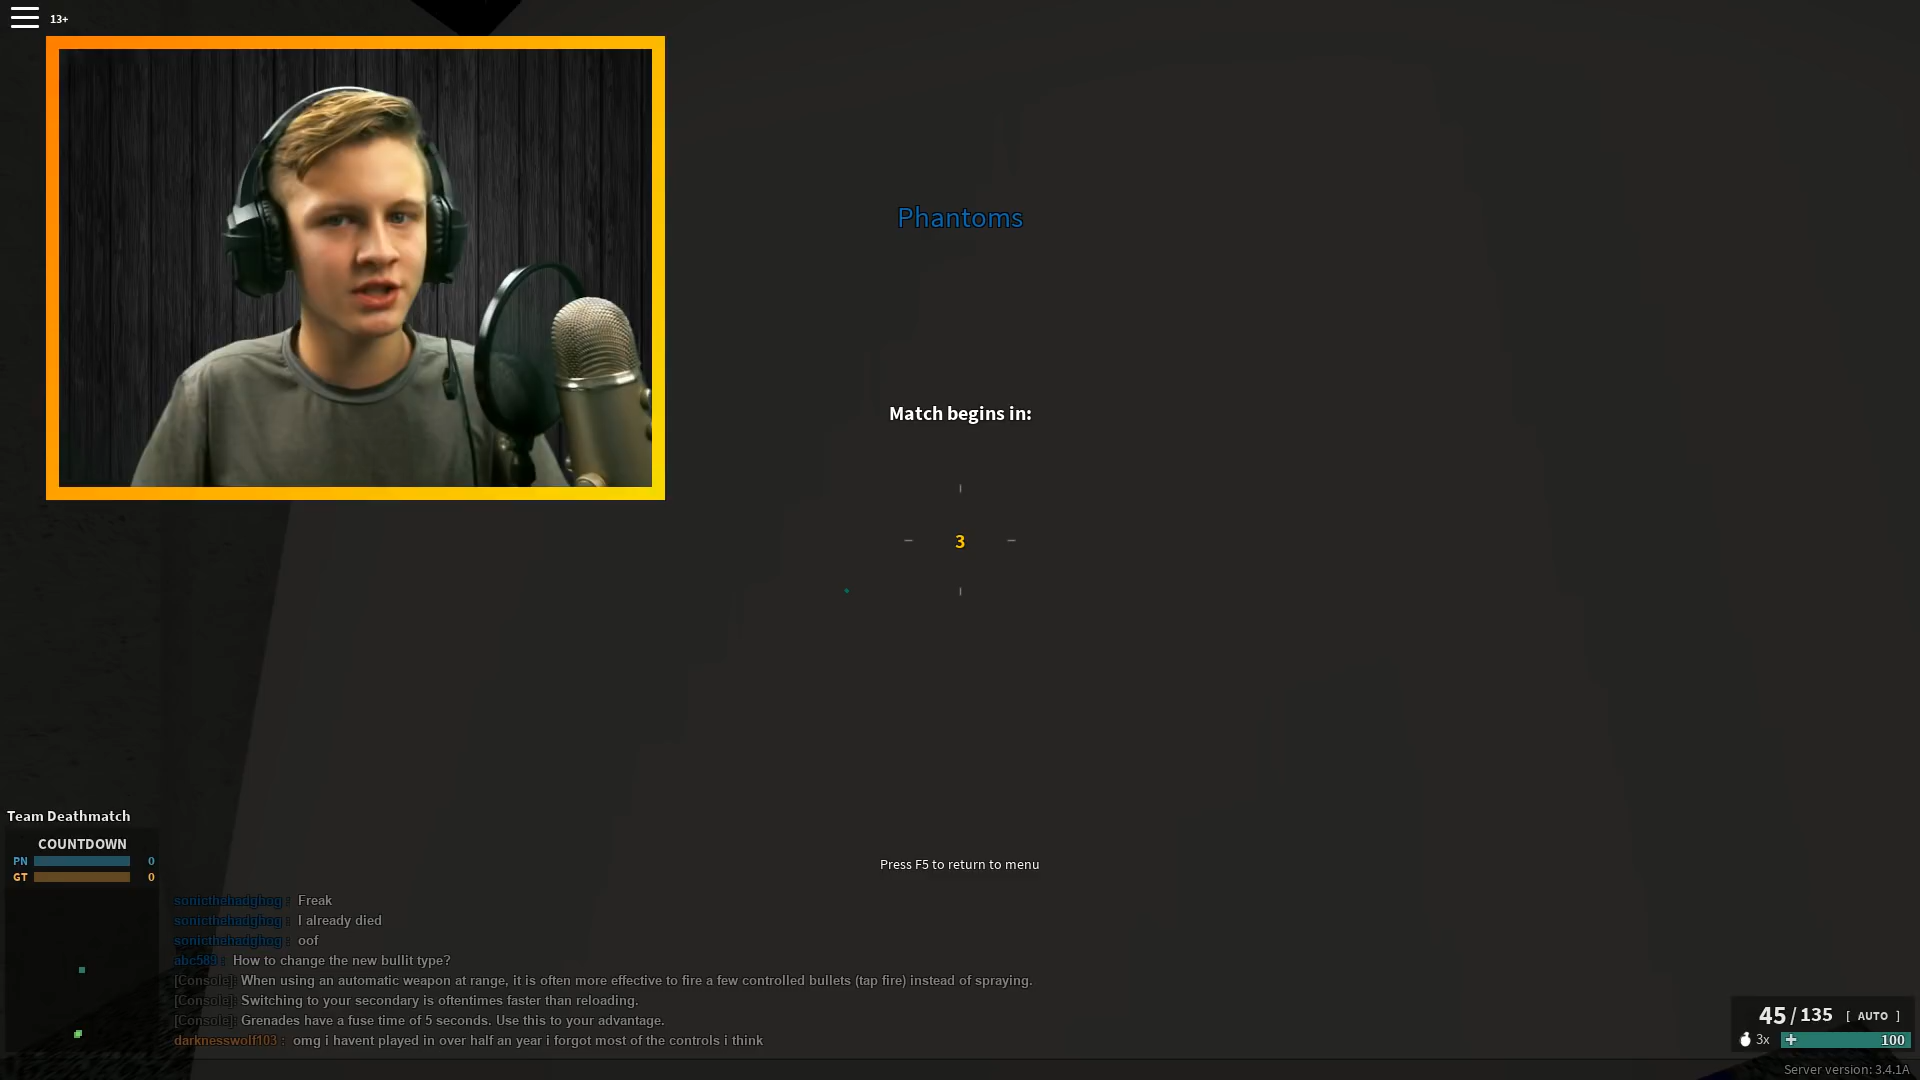 13+
Phantoms
Match begins in:
3
Press F5 to return to menu
Team Deathmatch
COUNTDOWN
PN 0
GT 0
sonicthehadghog : Freak
sonicthehadghog : I already died
sonicthehadghog : oof
abc589 : How to change the new bullit type?
[Console]: When using an automatic weapon at range, it is often more effective to fire a few controlled bullets (tap fire) instead of spraying.
[Console]: Switching to your secondary is oftentimes faster than reloading.
[Console]: Grenades have a fuse time of 5 seconds. Use this to your advantage.
darknesswolf103 : omg i havent played in over half an year i forgot most of the controls i think
45/135 [ AUTO ]
3x 100
Server version: 3.4.1A